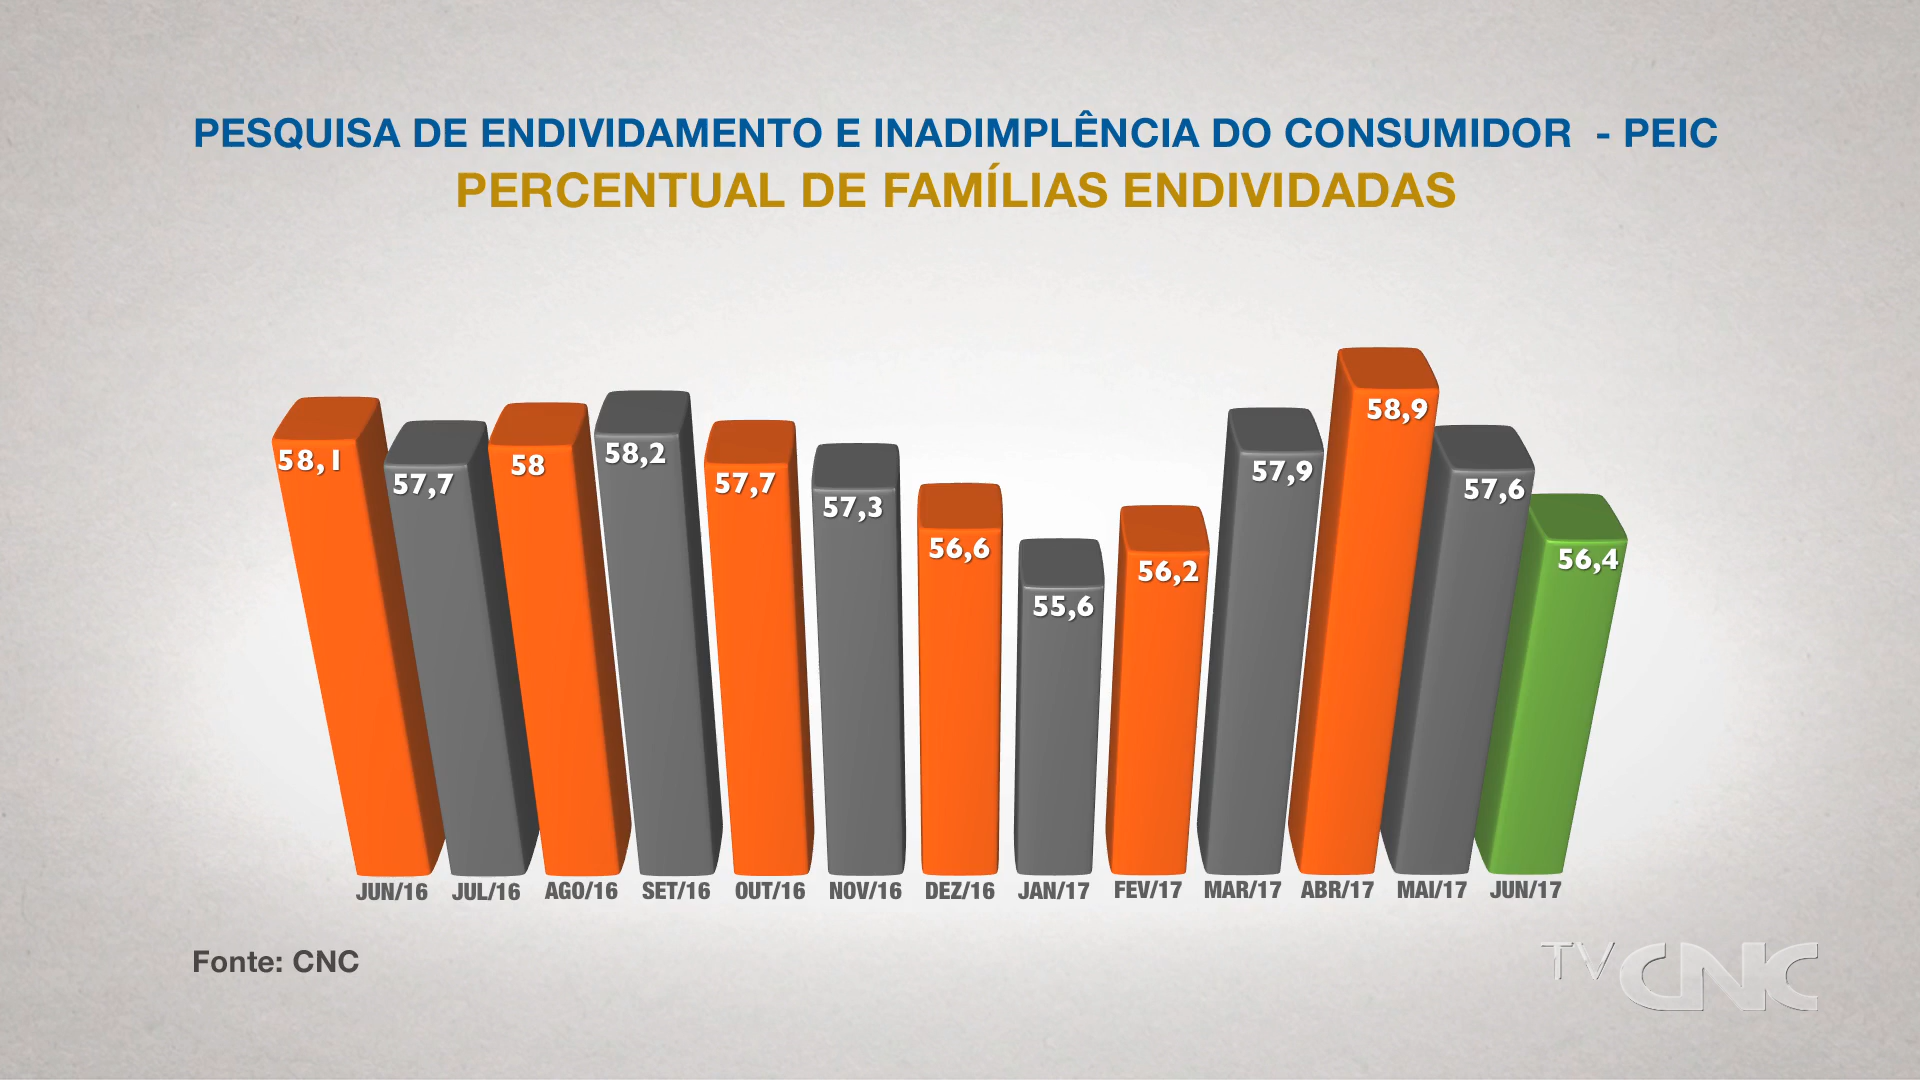 PESQUISA DE ENDIVIDAMENTO E INADIMPLÊNCIA DO CONSUMIDOR - PEIC
PERCENTUAL DE FAMÍLIAS ENDIVIDADAS
58,1 57,7 58 58,2 57,7 57,3 56,6 55,6 56,2 57,9 58,9 57,6 56,4
JUN/16 JUL/16 AGO/16 SET/16 OUT/16 NOV/16 DEZ/16 JAN/17 FEV/17 MAR/17 ABR/17 MAI/17 JUN/17
Fonte: CNC
TV CNC